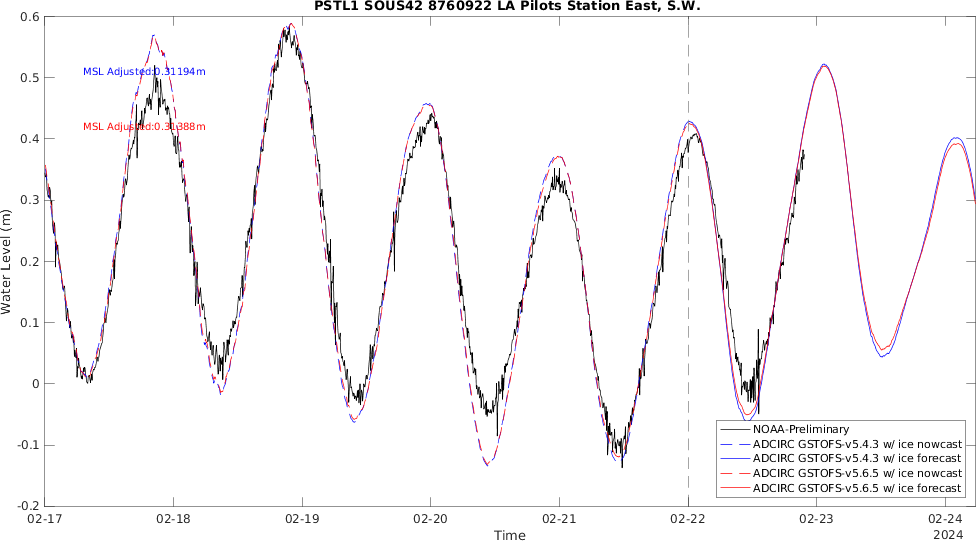 PSTL1 SOUS42 8760922 LA Pilots Station East, S.W.
0.6
0.5
0.4
0.3
0.2
0.1
0
-0.1
-0.2
Water Level (m)
MSL Adjusted:0.31194m
MSL Adjusted:0.31388m
NOAA-Preliminary
ADCIRC GSTOFS-v5.4.3 w/ ice nowcast
ADCIRC GSTOFS-v5.4.3 w/ ice forecast
ADCIRC GSTOFS-v5.6.5 w/ ice nowcast
ADCIRC GSTOFS-v5.6.5 w/ ice forecast
02-17 02-18 02-19 02-20 02-21 02-22 02-23 02-24
Time 2024